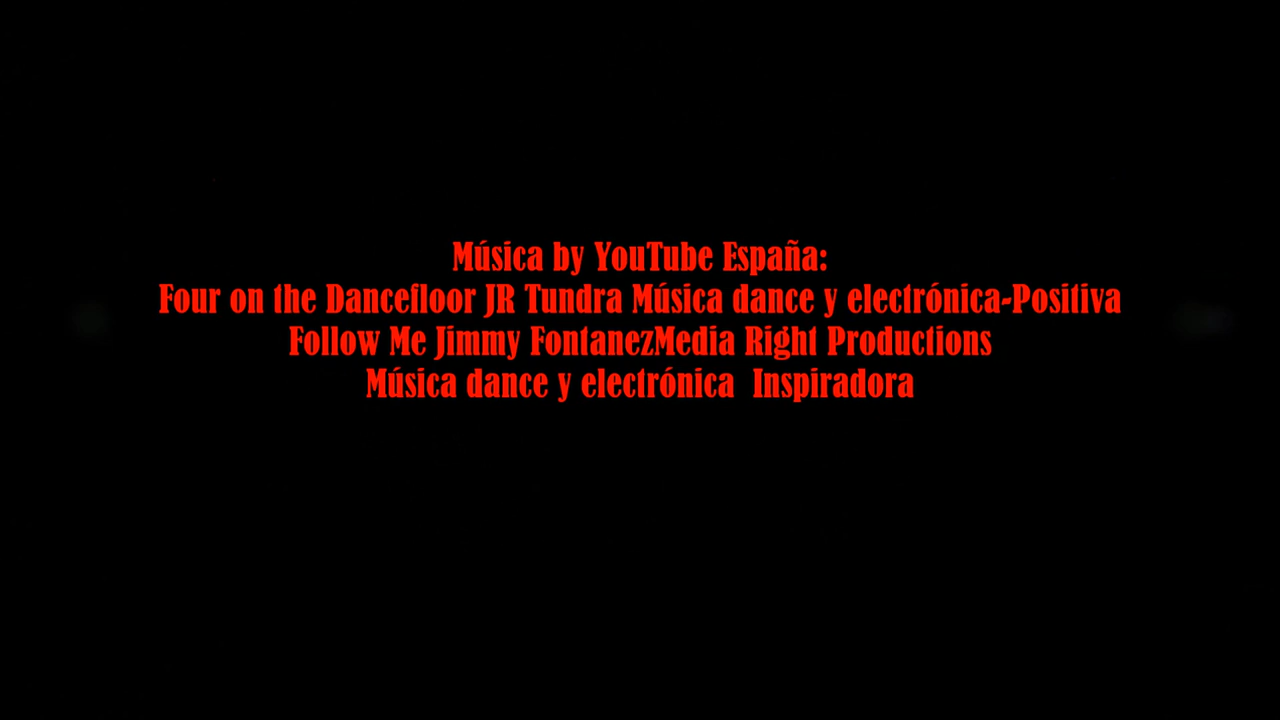 Música by YouTube España:
Four on the Dancefloor JR Tundra Música dance y electrónica-Positiva
Follow Me Jimmy FontanezMedia Right Productions
Música dance y electrónica  Inspiradora